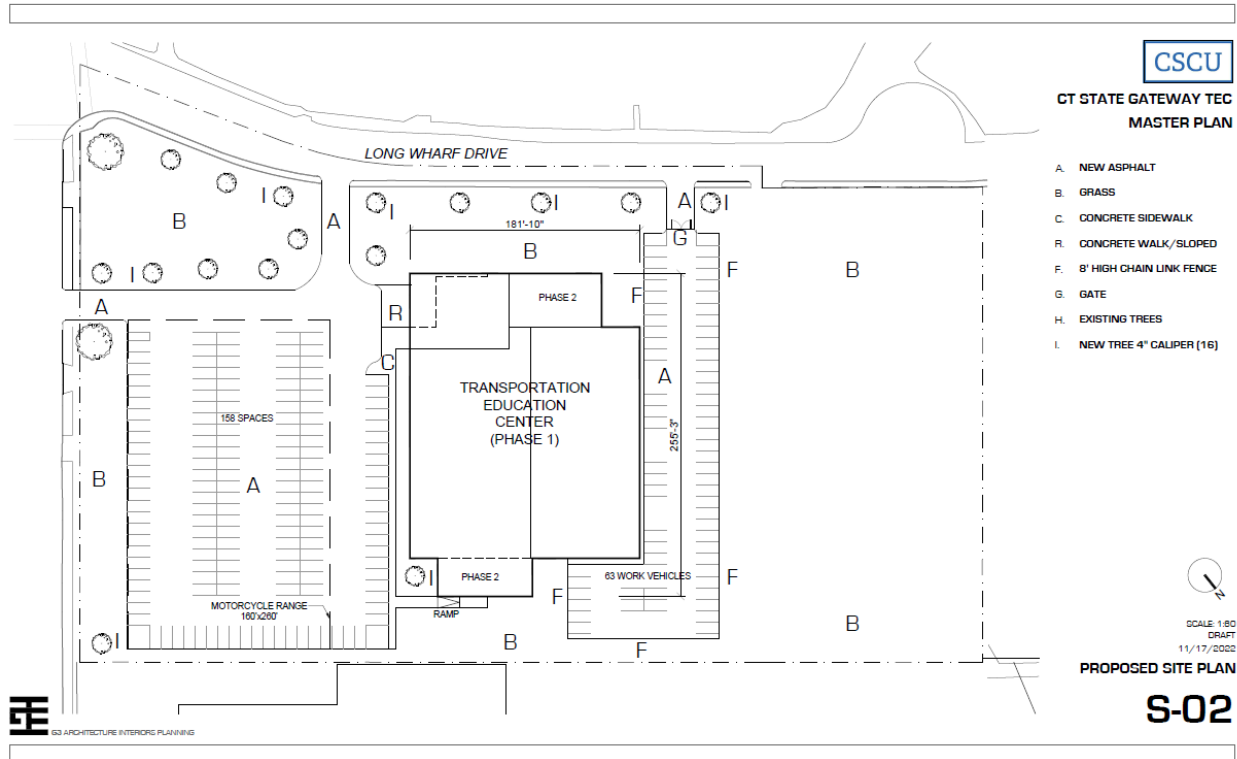 CSCU
CT STATE GATEWAY TEC
MASTER PLAN
A. NEW ASPHALT
B. GRASS
C. CONCRETE SIDEWALK
R. CONCRETE WALK/SLOPED
F. 8' HIGH CHAIN LINK FENCE
G. GATE
H. EXISTING TREES
I. NEW TREE 4" CALIPER (16)
LONG WHARF DRIVE
I
A
I
I
A
I
B
A
181'-10"
B
G
F
B
I
PHASE 2
F
A
R
C
TRANSPORTATION
EDUCATION
CENTER
(PHASE 1)
A
158 SPACES
255'-3"
B
A
I
PHASE 2
63 WORK VEHICLES
F
F
MOTORCYCLE RANGE
160'x260'
RAMP
I
B
F
B
N
SCALE: 1:60
DRAFT
11/17/2022
PROPOSED SITE PLAN
S-02
G3 ARCHITECTURE INTERIORS PLANNING